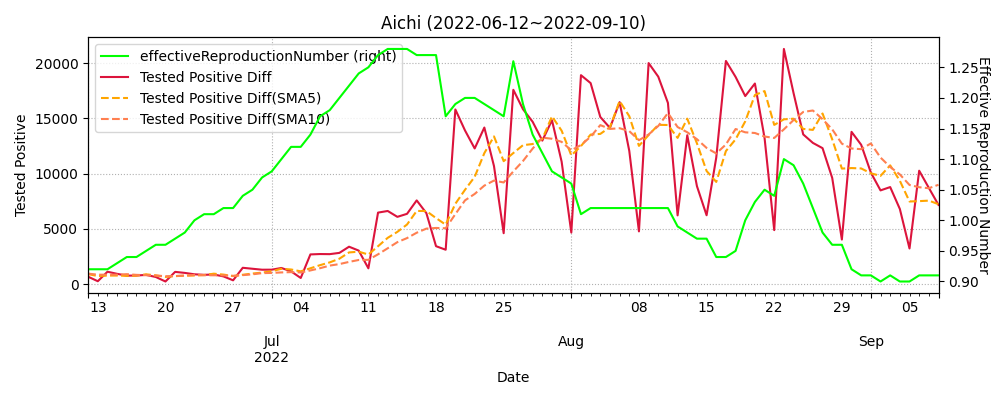 Aichi (2022-06-12~2022-09-10)
effectiveReproductionNumber (right)
Tested Positive Diff
Tested Positive Diff(SMA5)
Tested Positive Diff(SMA10)
Tested Positive
20000
15000
10000
5000
0
Effective Reproduction Number
1.25
1.20
1.15
1.10
1.05
1.00
0.95
0.90
13 20 27 04 11 18 25 08 15 22 29 05
Jul Aug Sep
2022
Date